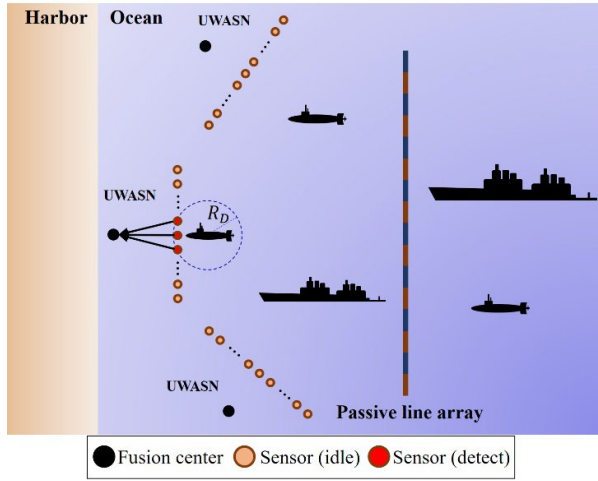 Harbor Ocean
UWASN
UWASN
R_D
UWASN
Passive line array
Fusion center Sensor (idle) Sensor (detect)